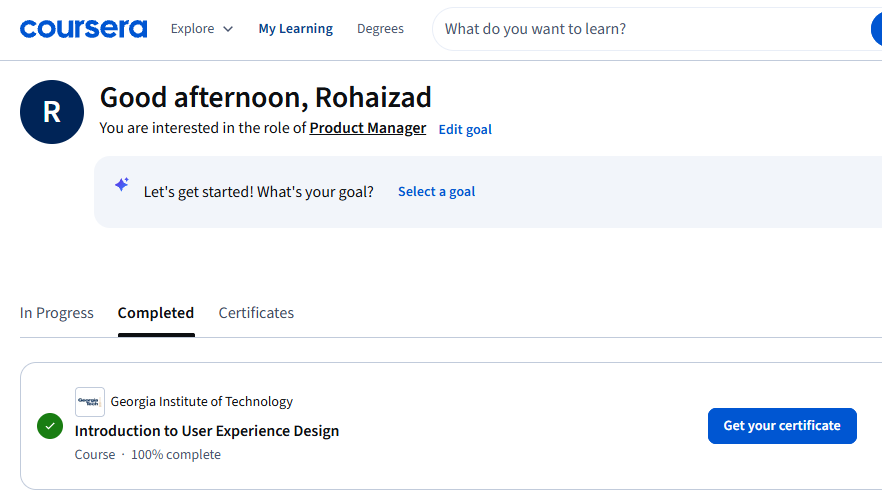 coursera Explore My Learning Degrees What do you want to learn?
R
Good afternoon, Rohaizad
You are interested in the role of Product Manager Edit goal
Let's get started! What's your goal? Select a goal
In Progress Completed Certificates
Georgia Tech Georgia Institute of Technology
Introduction to User Experience Design
Course · 100% complete
Get your certificate